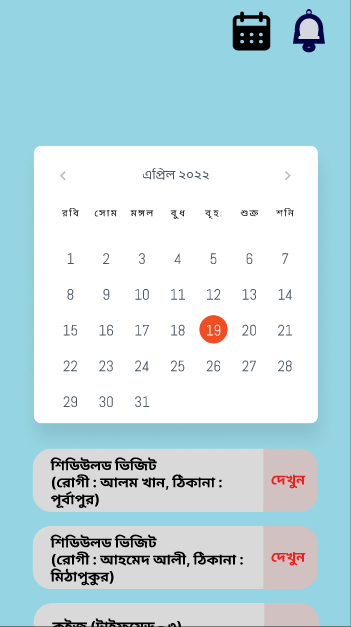 এপ্রিল ২০২২
রবি সোম মঙ্গল বুধ বৃহ: শুক্র শনি
1 2 3 4 5 6 7
8 9 10 11 12 13 14
15 16 17 18 19 20 21
22 23 24 25 26 27 28
29 30 31
শিডিউলড ভিজিট
(রোগী : আলম খান, ঠিকানা :
পূর্বাপুর)
দেখুন
শিডিউলড ভিজিট
(রোগী : আহমেদ আলী, ঠিকানা :
মিঠাপুকুর)
দেখুন